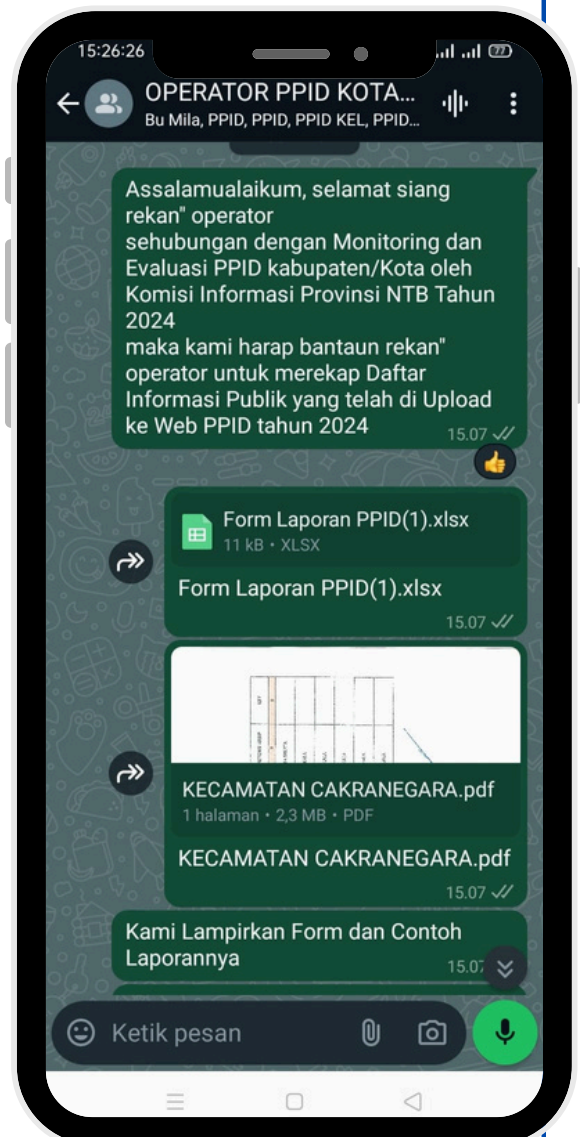 15:26:26
77
OPERATOR PPID KOTA...
Bu Mila, PPID, PPID, PPID KEL, PPID...
Assalamualaikum, selamat siang
rekan" operator
sehubungan dengan Monitoring dan
Evaluasi PPID kabupaten/Kota oleh
Komisi Informasi Provinsi NTB Tahun
2024
maka kami harap bantaun rekan"
operator untuk merekap Daftar
Informasi Publik yang telah di Upload
ke Web PPID tahun 2024
15.07
Form Laporan PPID(1).xlsx
11 kB • XLSX
Form Laporan PPID(1).xlsx
15.07
KECAMATAN CAKRANEGARA.pdf
1 halaman • 2,3 MB • PDF
KECAMATAN CAKRANEGARA.pdf
15.07
Kami Lampirkan Form dan Contoh
Laporannya
15.07
Ketik pesan